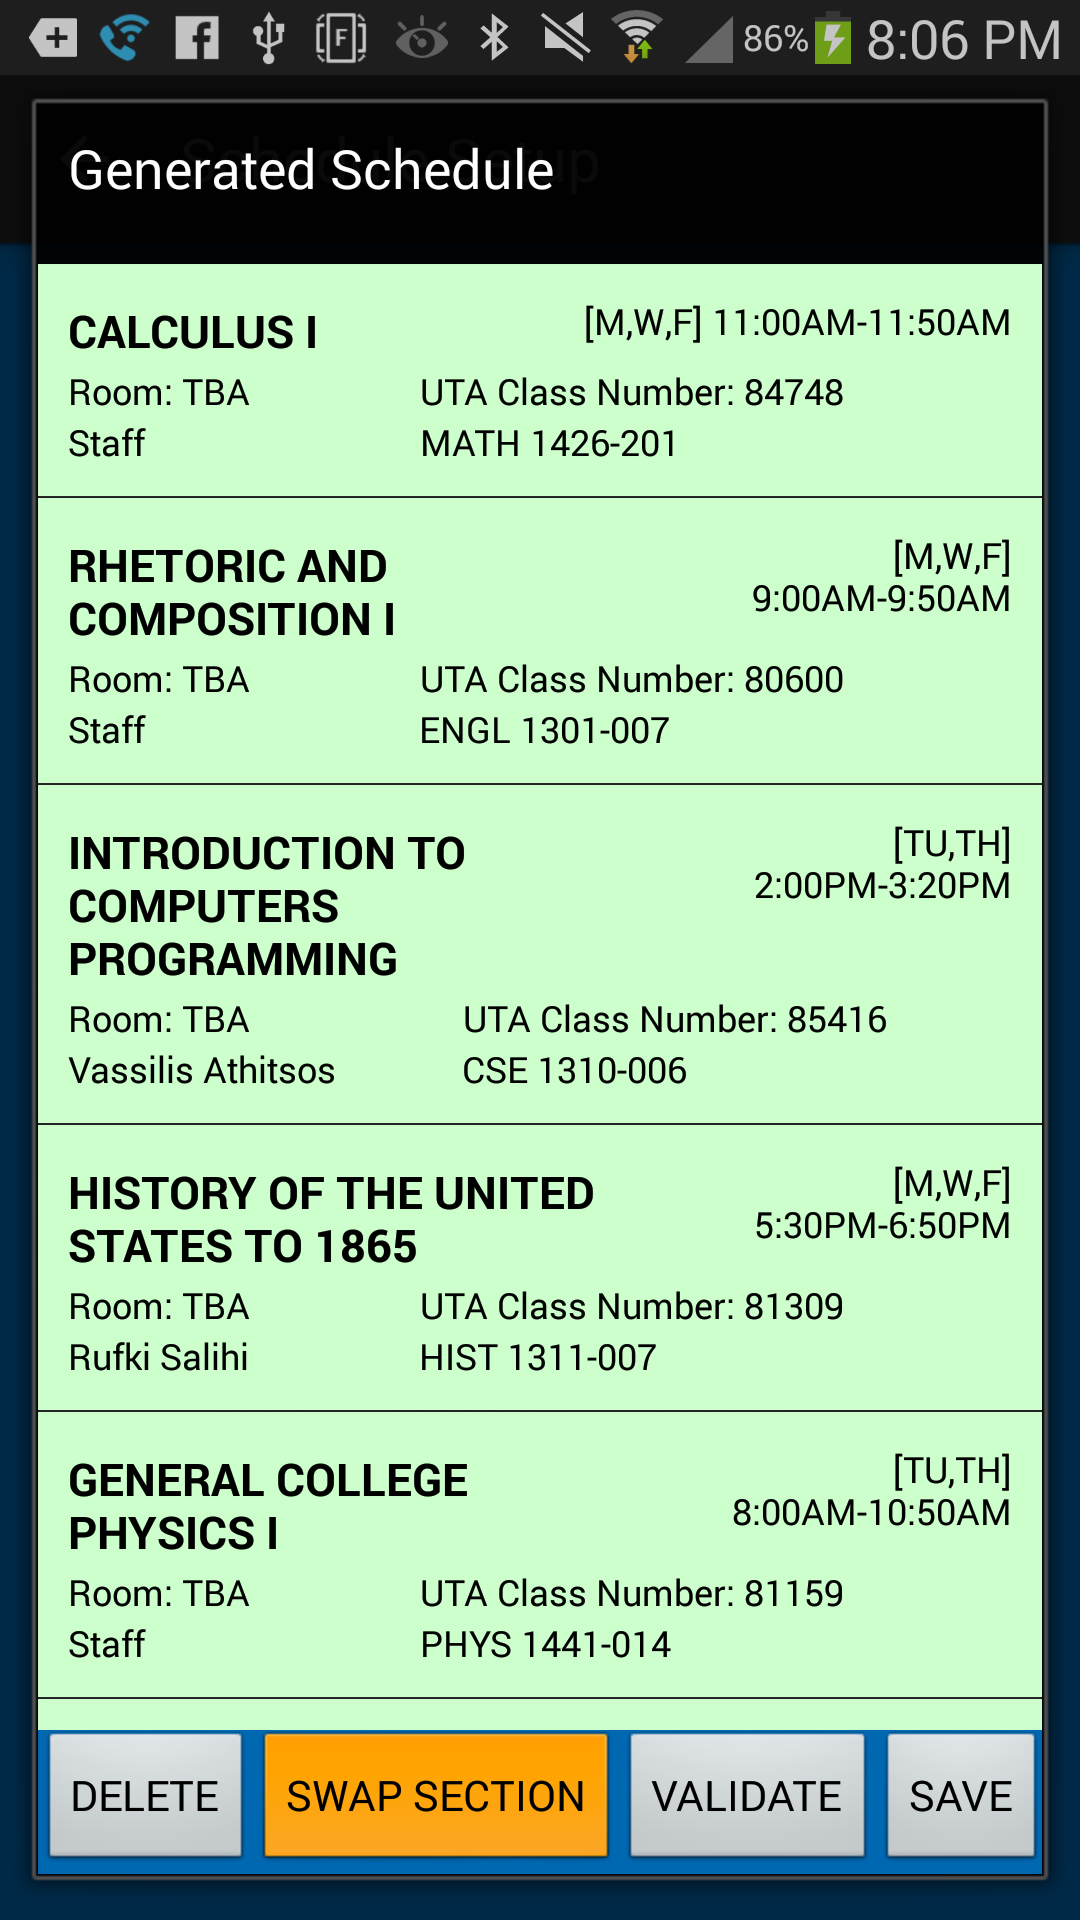 86% 8:06 PM
Schedule Setup
Generated Schedule
CALCULUS I [M,W,F] 11:00AM-11:50AM
Room: TBA UTA Class Number: 84748
Staff MATH 1426-201
RHETORIC AND [M,W,F]
COMPOSITION I 9:00AM-9:50AM
Room: TBA UTA Class Number: 80600
Staff ENGL 1301-007
INTRODUCTION TO [TU,TH]
COMPUTERS 2:00PM-3:20PM
PROGRAMMING
Room: TBA UTA Class Number: 85416
Vassilis Athitsos CSE 1310-006
HISTORY OF THE UNITED [M,W,F]
STATES TO 1865 5:30PM-6:50PM
Room: TBA UTA Class Number: 81309
Rufki Salihi HIST 1311-007
GENERAL COLLEGE [TU,TH]
PHYSICS I 8:00AM-10:50AM
Room: TBA UTA Class Number: 81159
Staff PHYS 1441-014
DELETE SWAP SECTION VALIDATE SAVE